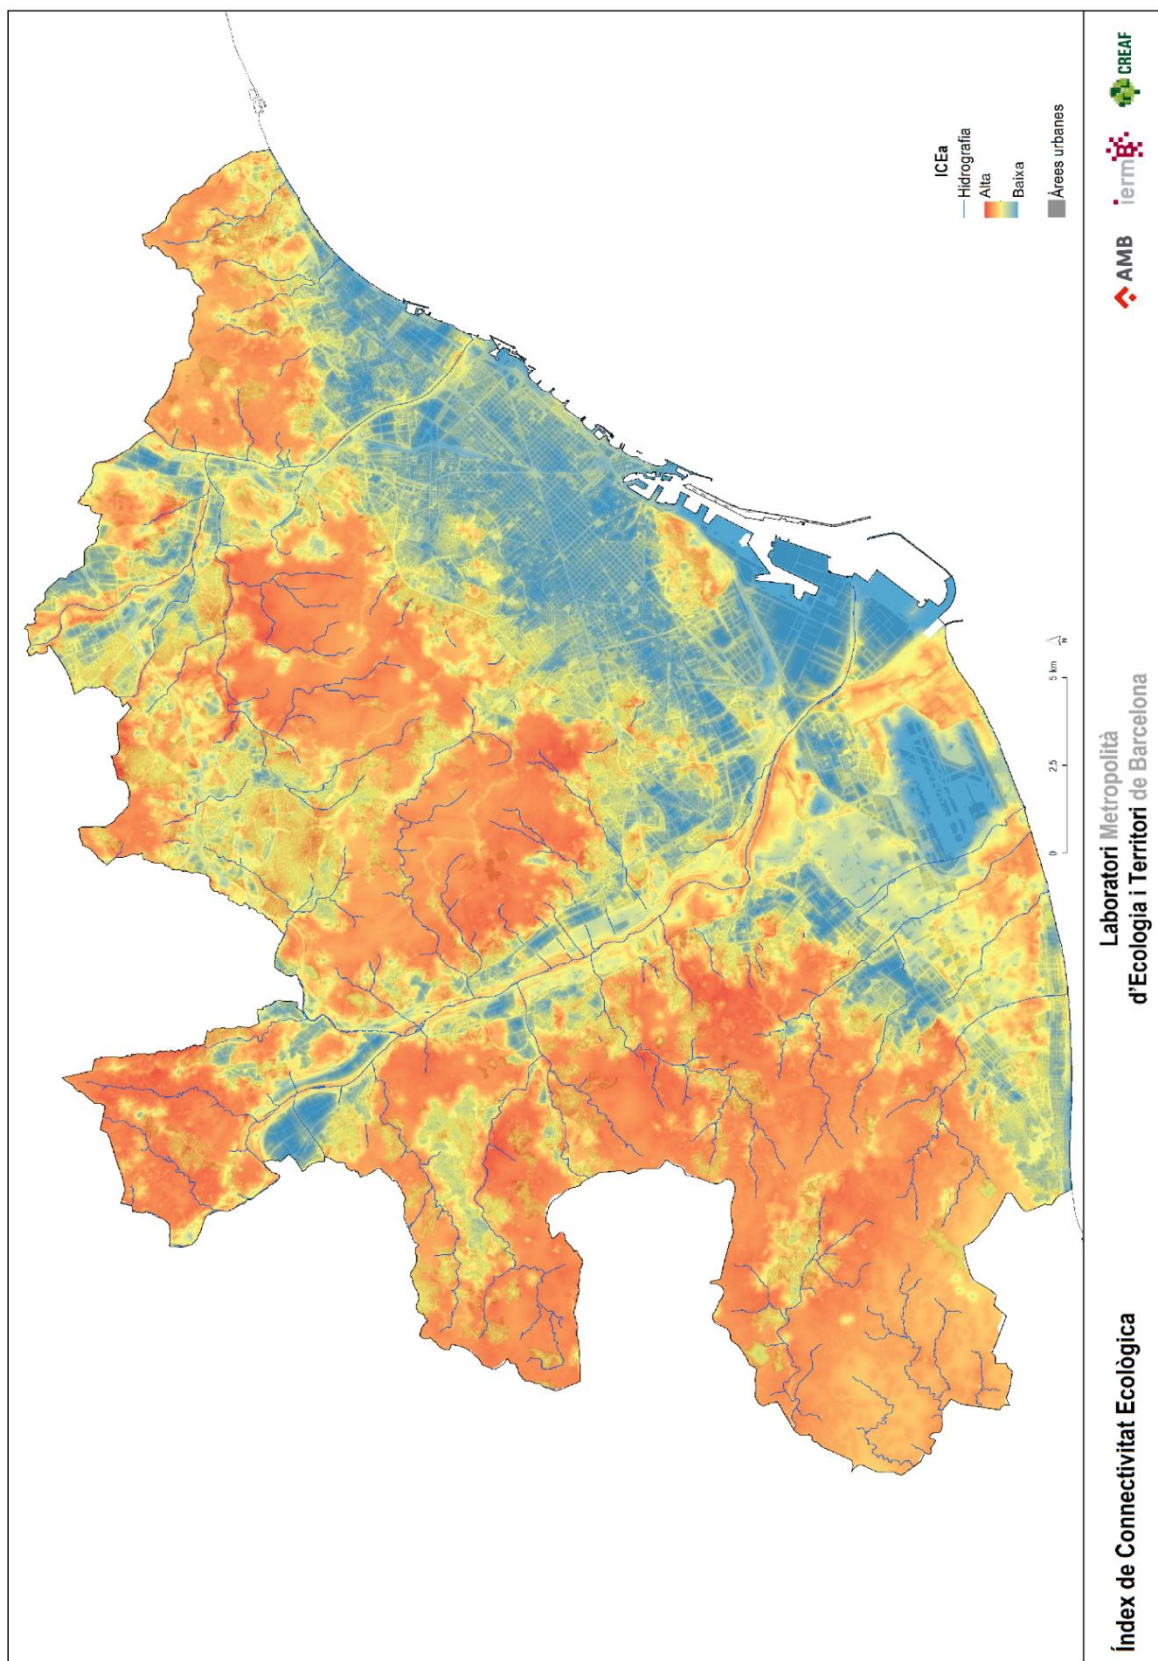 ICEa
Hidrografia
Alta
Baixa
Àrees urbanes
0 2,5 5 km
N
Índex de Connectivitat Ecològica
Laboratori Metropolità
d'Ecologia i Territori de Barcelona
AMB
iermB
CREAF